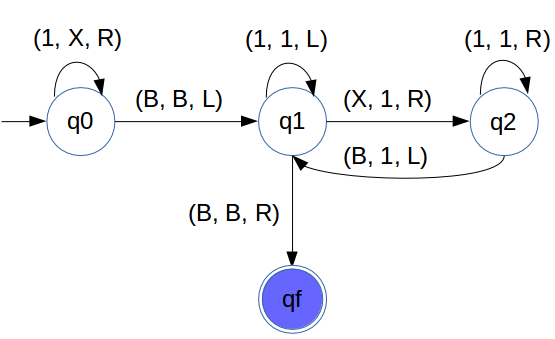 (1, X, R)
(1, 1, L)
(1, 1, R)
q0
(B, B, L)
q1
(X, 1, R)
q2
(B, 1, L)
(B, B, R)
qf